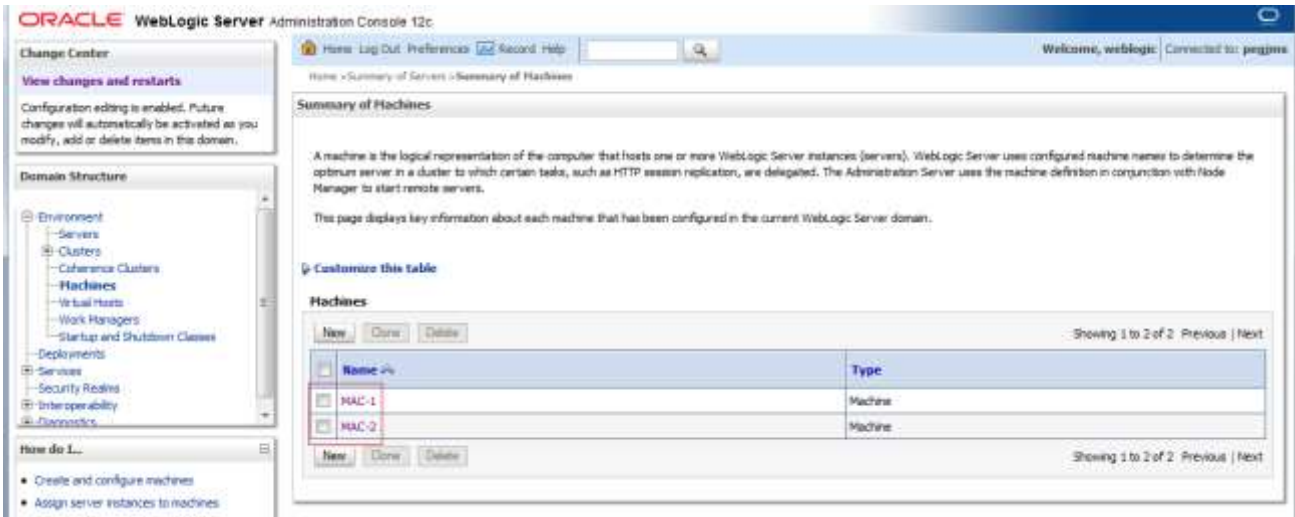 ORACLE WebLogic Server Administration Console 12c
Change Center
View changes and restarts
Configuration editing is enabled. Future
changes will automatically be activated as you
modify, add or delete items in this domain.
Domain Structure
Environment
Servers
Clusters
Coherence Clusters
Machines
Virtual Hosts
Work Managers
Startup and Shutdown Classes
Deployments
Services
Security Realms
Interoperability
Diagnostics
How do I...
Create and configure machines
Assign server instances to machines
Home Log Out Preferences Record Help
Welcome, weblogic Connected to: pegjms
Home >Summary of Servers >Summary of Machines
Summary of Machines
A machine is the logical representation of the computer that hosts one or more WebLogic Server instances (servers). WebLogic Server uses configured machine names to determine the
optimum server in a cluster to which certain tasks, such as HTTP session replication, are delegated. The Administration Server uses the machine definition in conjunction with Node
Manager to start remote servers.
This page displays key information about each machine that has been configured in the current WebLogic Server domain.
Customize this table
Machines
New Clone Delete Showing 1 to 2 of 2 Previous | Next
Name Type
MAC-1 Machine
MAC-2 Machine
New Clone Delete Showing 1 to 2 of 2 Previous | Next